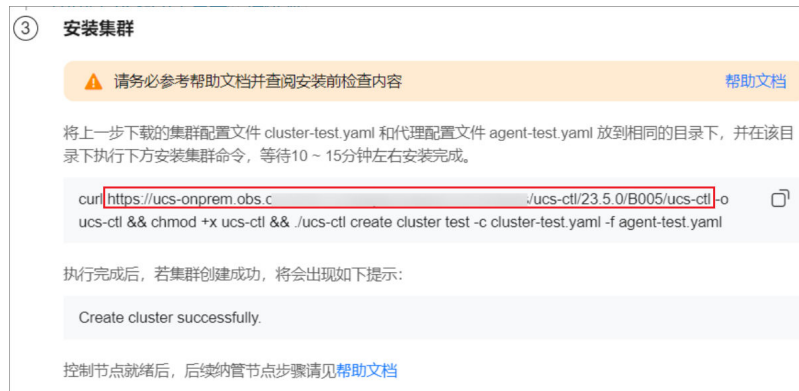 3 安装集群
请务必参考帮助文档并查阅安装前检查内容 帮助文档
将上一步下载的集群配置文件 cluster-test.yaml 和代理配置文件 agent-test.yaml 放到相同的目录下，并在该目
录下执行下方安装集群命令，等待10 ~ 15分钟左右安装完成。
curl https://ucs-onprem.obs.c /ucs-ctl/23.5.0/B005/ucs-ctl -o
ucs-ctl && chmod +x ucs-ctl && ./ucs-ctl create cluster test -c cluster-test.yaml -f agent-test.yaml
执行完成后，若集群创建成功，将会出现如下提示：
Create cluster successfully.
控制节点就绪后，后续纳管节点步骤请见帮助文档